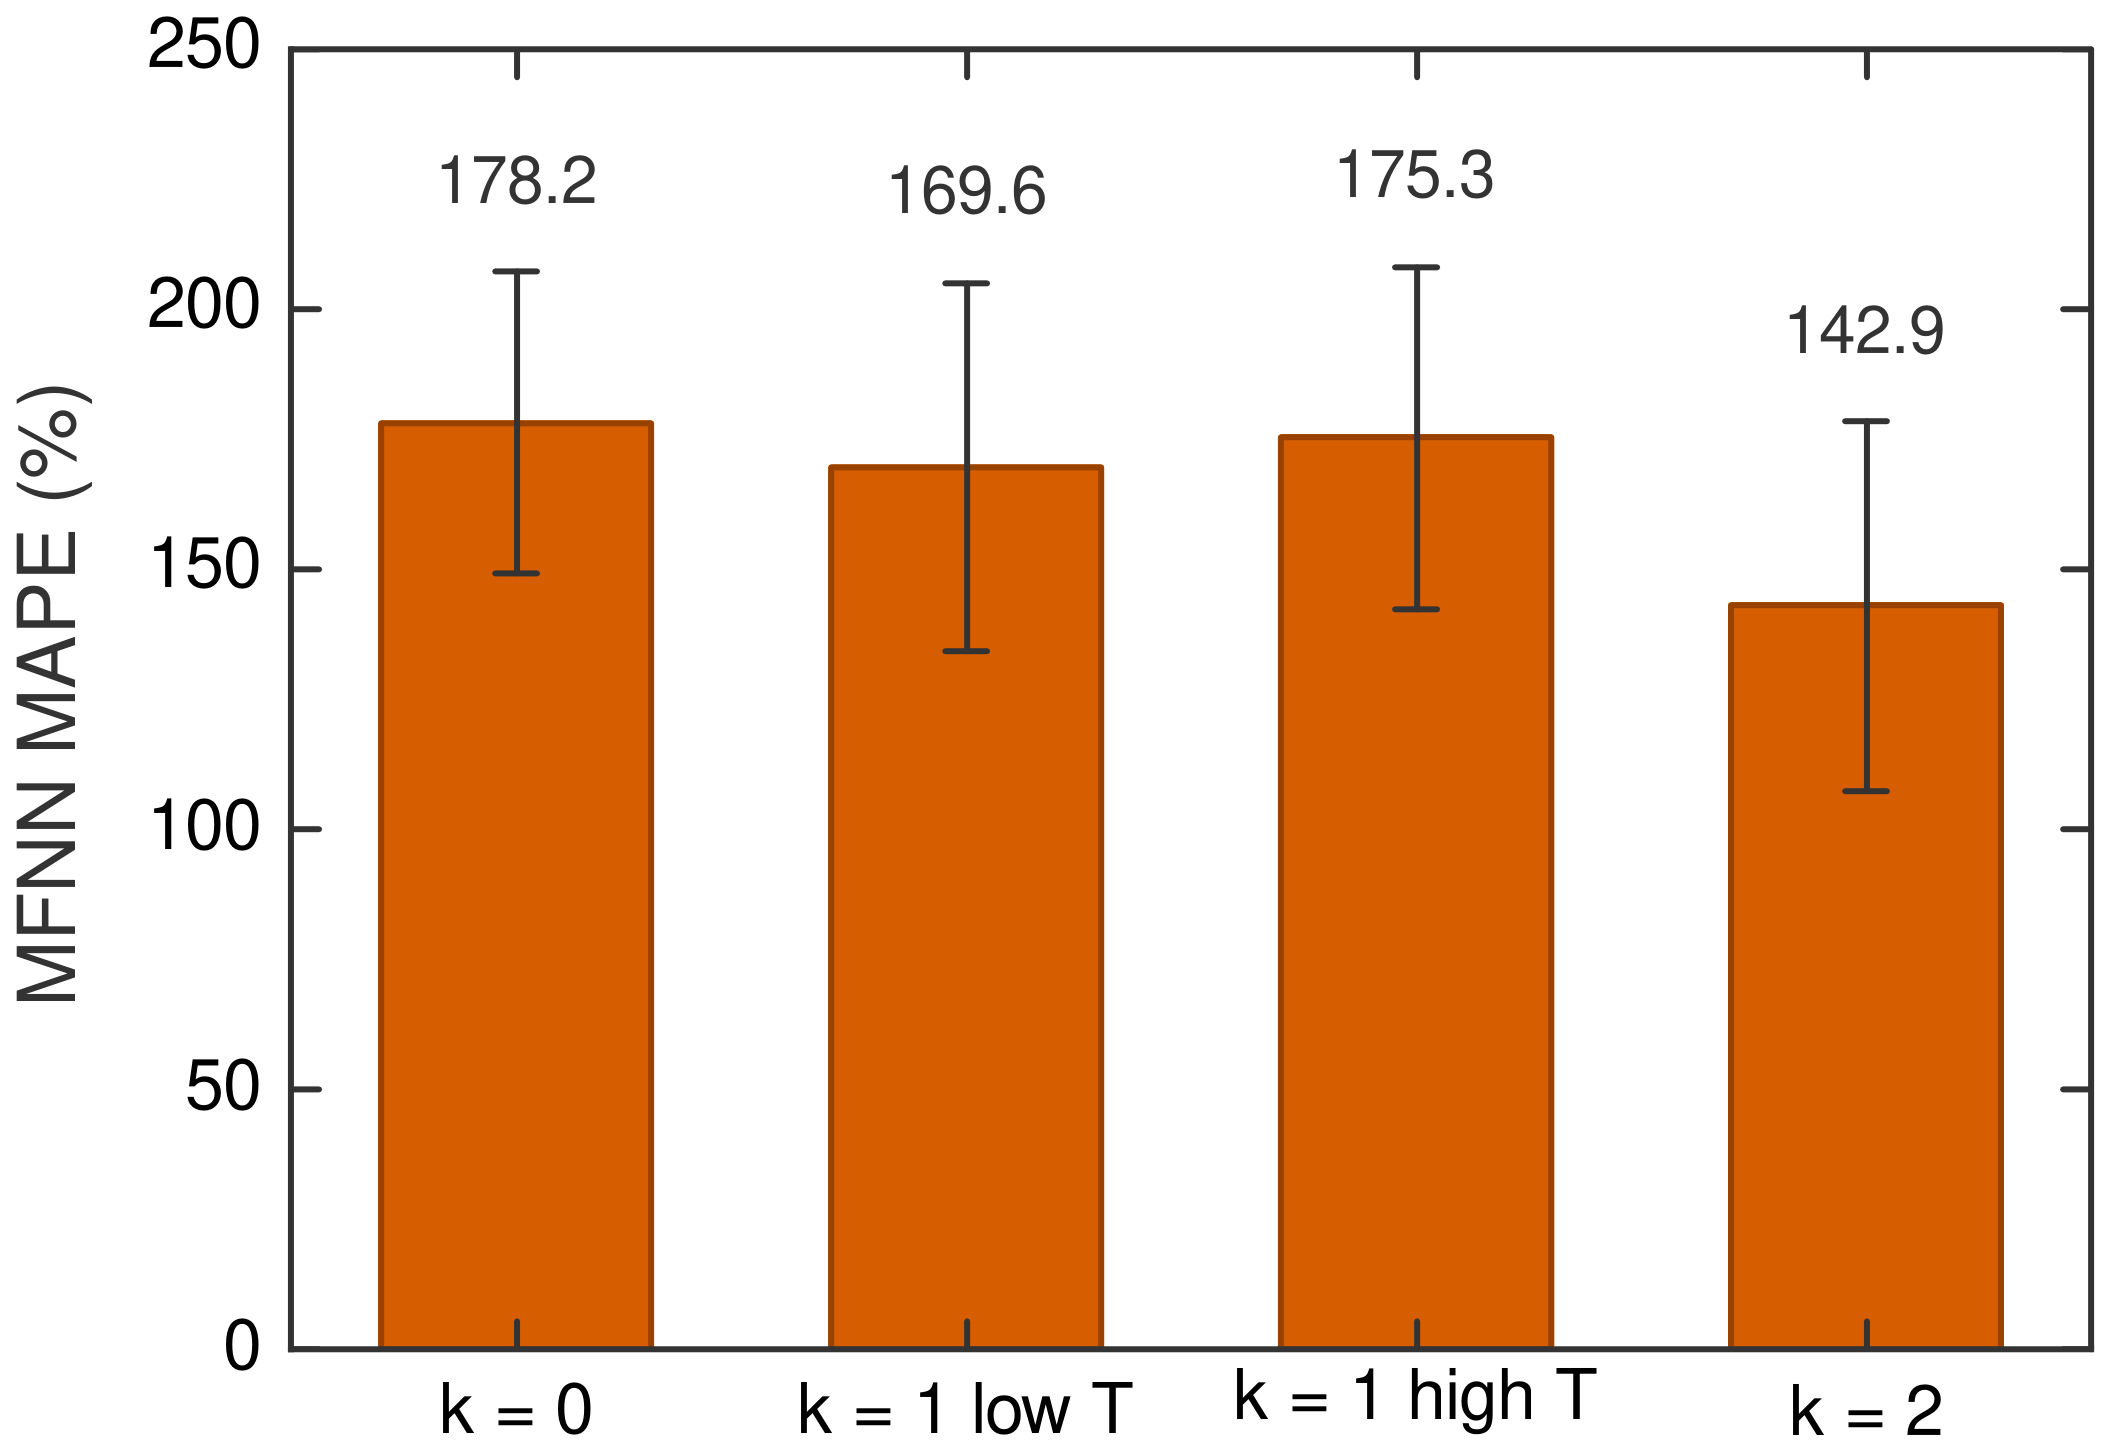 MFNN MAPE (%)
250
200
150
100
50
0
178.2
169.6
175.3
142.9
k = 0
k = 1 low T
k = 1 high T
k = 2